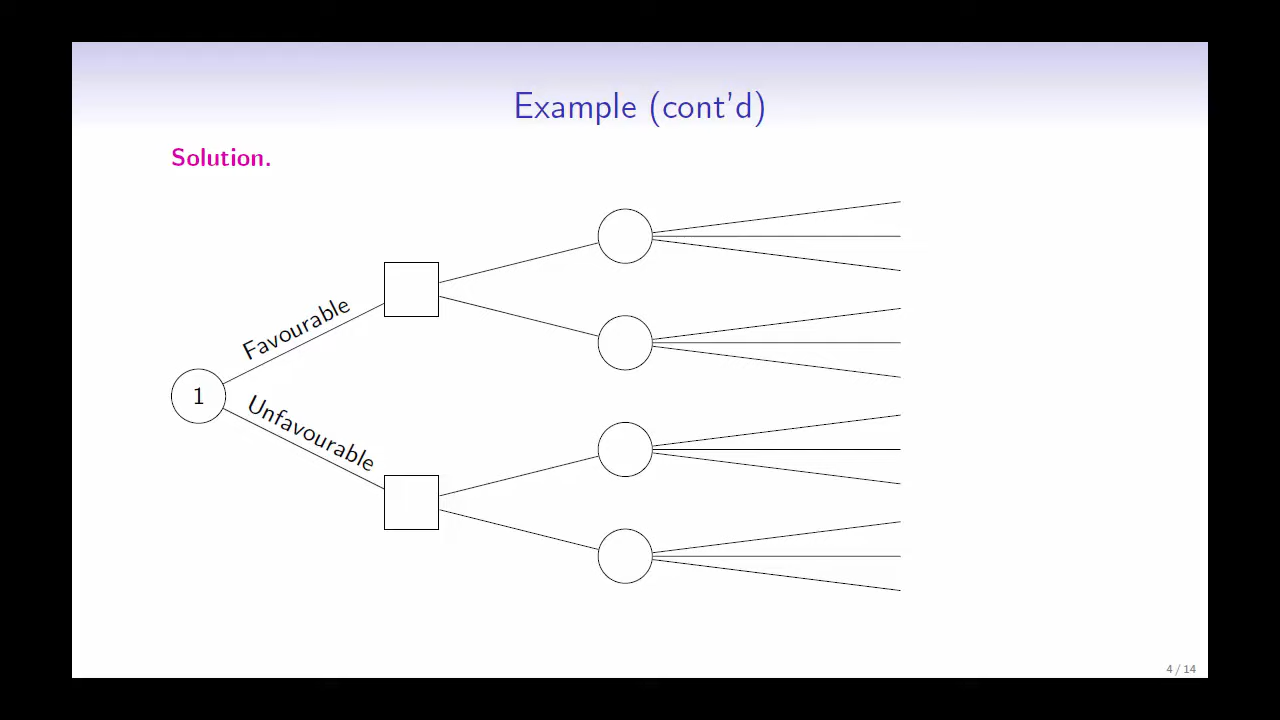 Example (cont'd)
Solution.
Favourable
1
Unfavourable
4 / 14